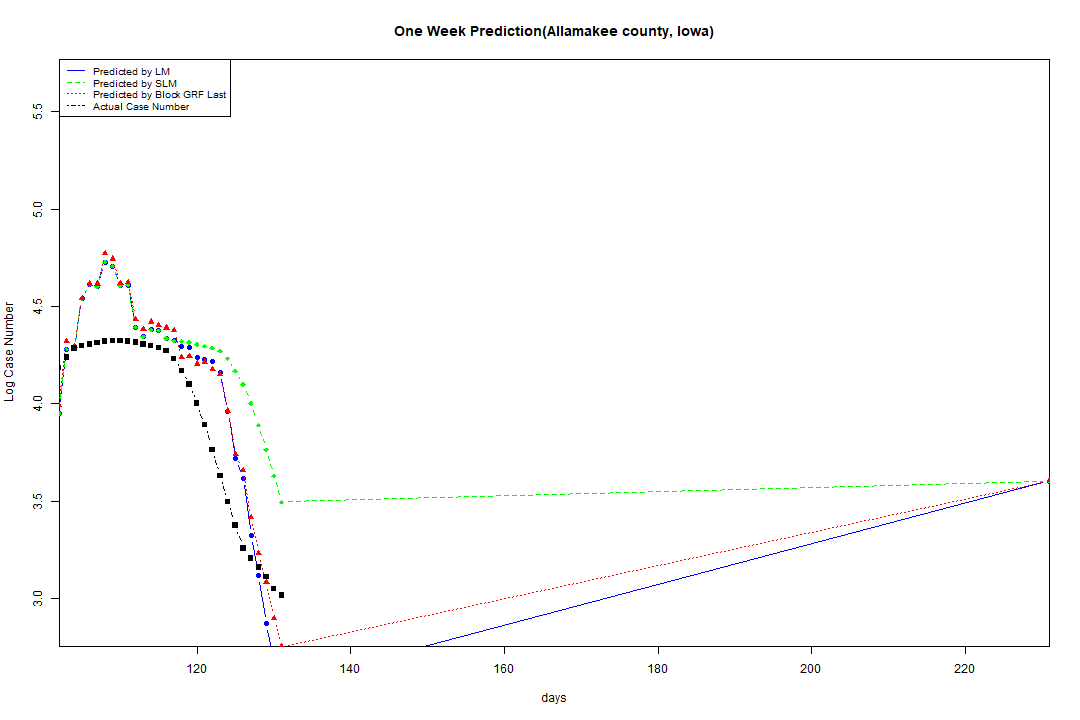 One Week Prediction(Allamakee county, Iowa)
Predicted by LM
Predicted by SLM
Predicted by Block GRF Last
Actual Case Number
5.5
5.0
4.5
4.0
3.5
3.0
Log Case Number
120 140 160 180 200 220
days